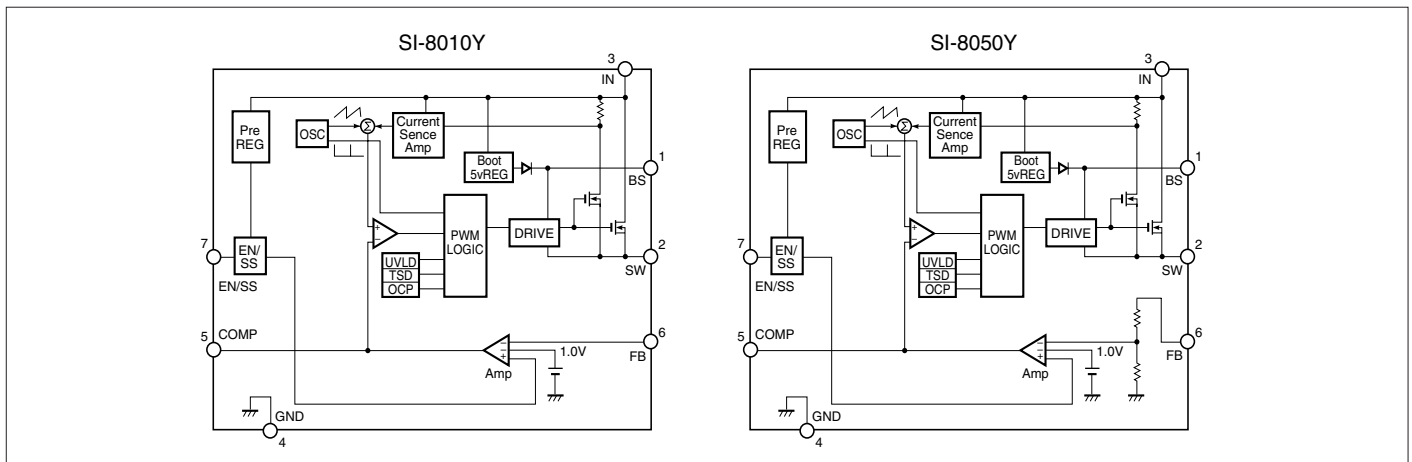 SI-8010Y
3
IN
Pre
REG
OSC
Σ
Current
Sence
Amp
Boot
5vREG
1
BS
7
EN/
SS
EN/SS
+
−
PWM
LOGIC
DRIVE
2
SW
UVLD
TSD
OCP
5
COMP
6
FB
−
−
+
Amp
1.0V
GND
4
SI-8050Y
3
IN
Pre
REG
OSC
Σ
Current
Sence
Amp
Boot
5vREG
1
BS
7
EN/
SS
EN/SS
+
−
PWM
LOGIC
DRIVE
2
SW
UVLD
TSD
OCP
5
COMP
6
FB
−
−
+
Amp
1.0V
GND
4